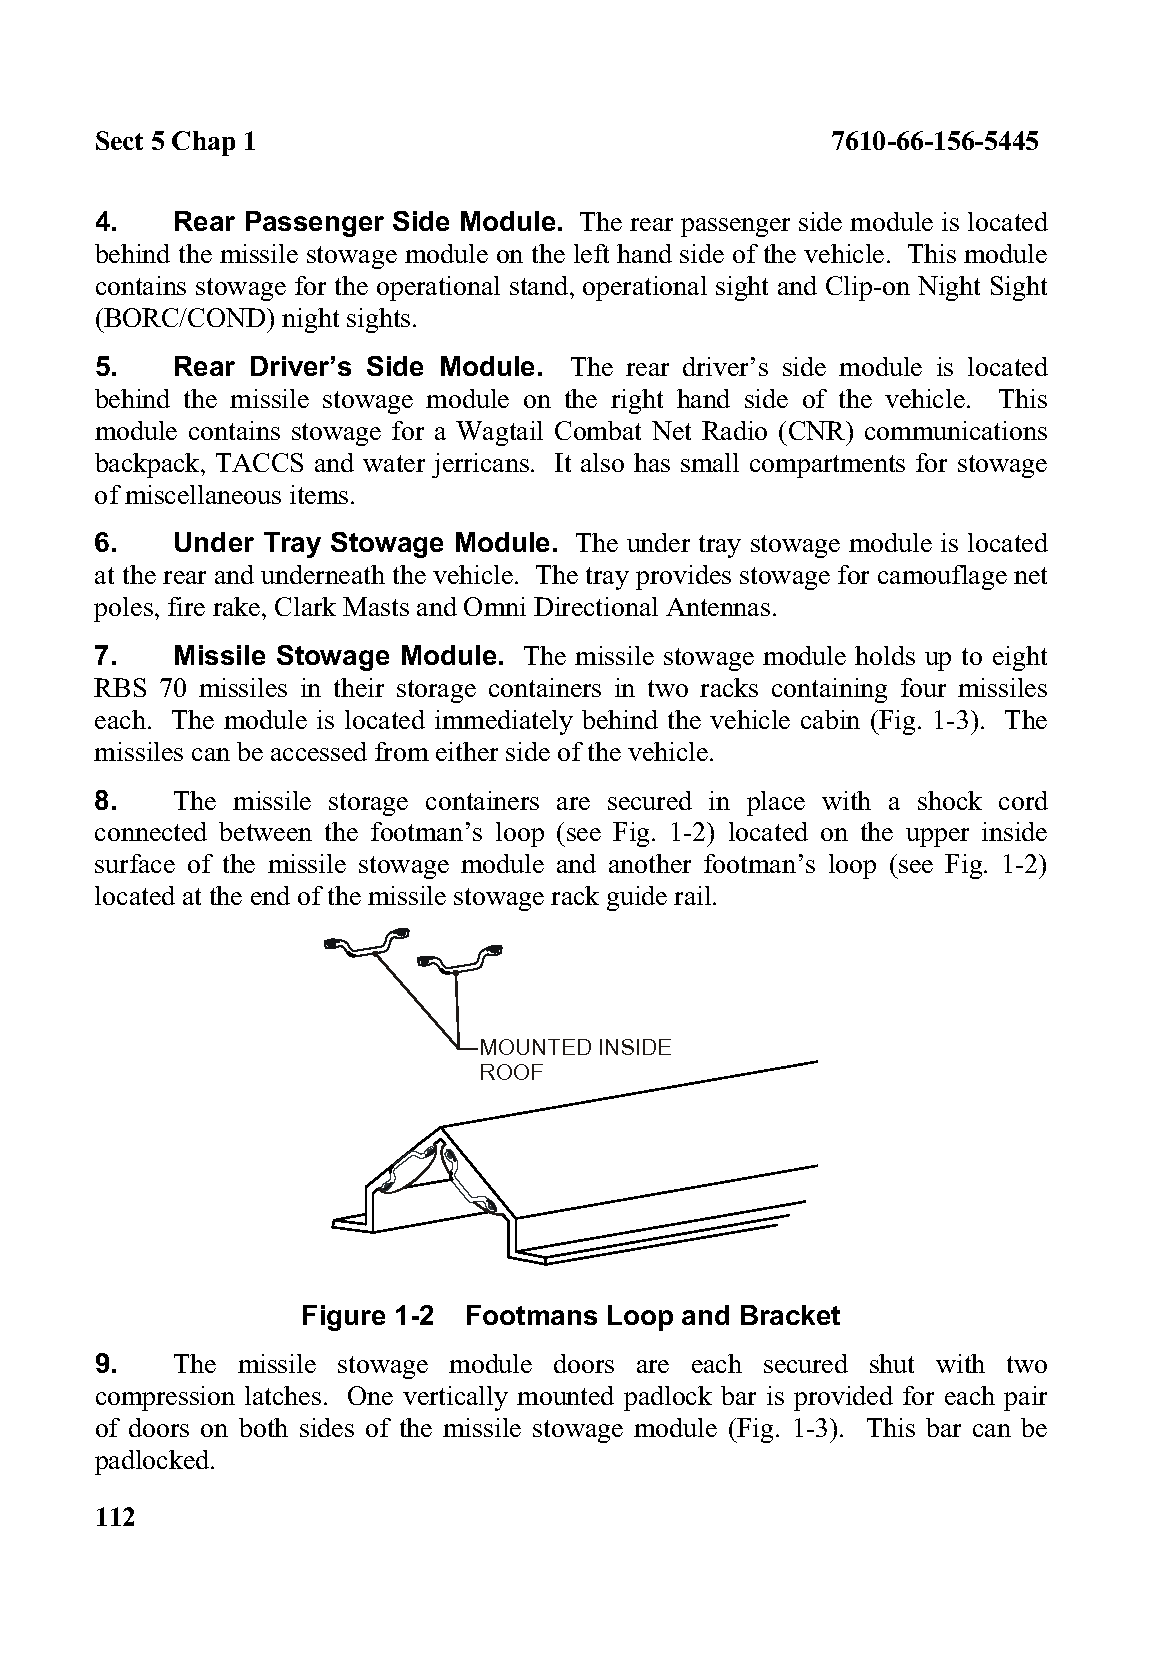 Sect 5 Chap 1 7610-66-156-5445
4. Rear Passenger Side Module. The rear passenger side module is located
behind the missile stowage module on the left hand side of the vehicle. This module
contains stowage for the operational stand, operational sight and Clip-on Night Sight
(BORC/COND) night sights.
5. Rear Driver’s Side Module. The rear driver’s side module is located
behind the missile stowage module on the right hand side of the vehicle. This
module contains stowage for a Wagtail Combat Net Radio (CNR) communications
backpack, TACCS and water jerricans. It also has small compartments for stowage
of miscellaneous items.
6. Under Tray Stowage Module. The under tray stowage module is located
at the rear and underneath the vehicle. The tray provides stowage for camouflage net
poles, fire rake, Clark Masts and Omni Directional Antennas.
7. Missile Stowage Module. The missile stowage module holds up to eight
RBS 70 missiles in their storage containers in two racks containing four missiles
each. The module is located immediately behind the vehicle cabin (Fig. 1-3). The
missiles can be accessed from either side of the vehicle.
8. The missile storage containers are secured in place with a shock cord
connected between the footman’s loop (see Fig. 1-2) located on the upper inside
surface of the missile stowage module and another footman’s loop (see Fig. 1-2)
located at the end of the missile stowage rack guide rail.
MOUNTED INSIDE
ROOF
Figure 1-2 Footmans Loop and Bracket
9. The missile stowage module doors are each secured shut with two
compression latches. One vertically mounted padlock bar is provided for each pair
of doors on both sides of the missile stowage module (Fig. 1-3). This bar can be
padlocked.
112